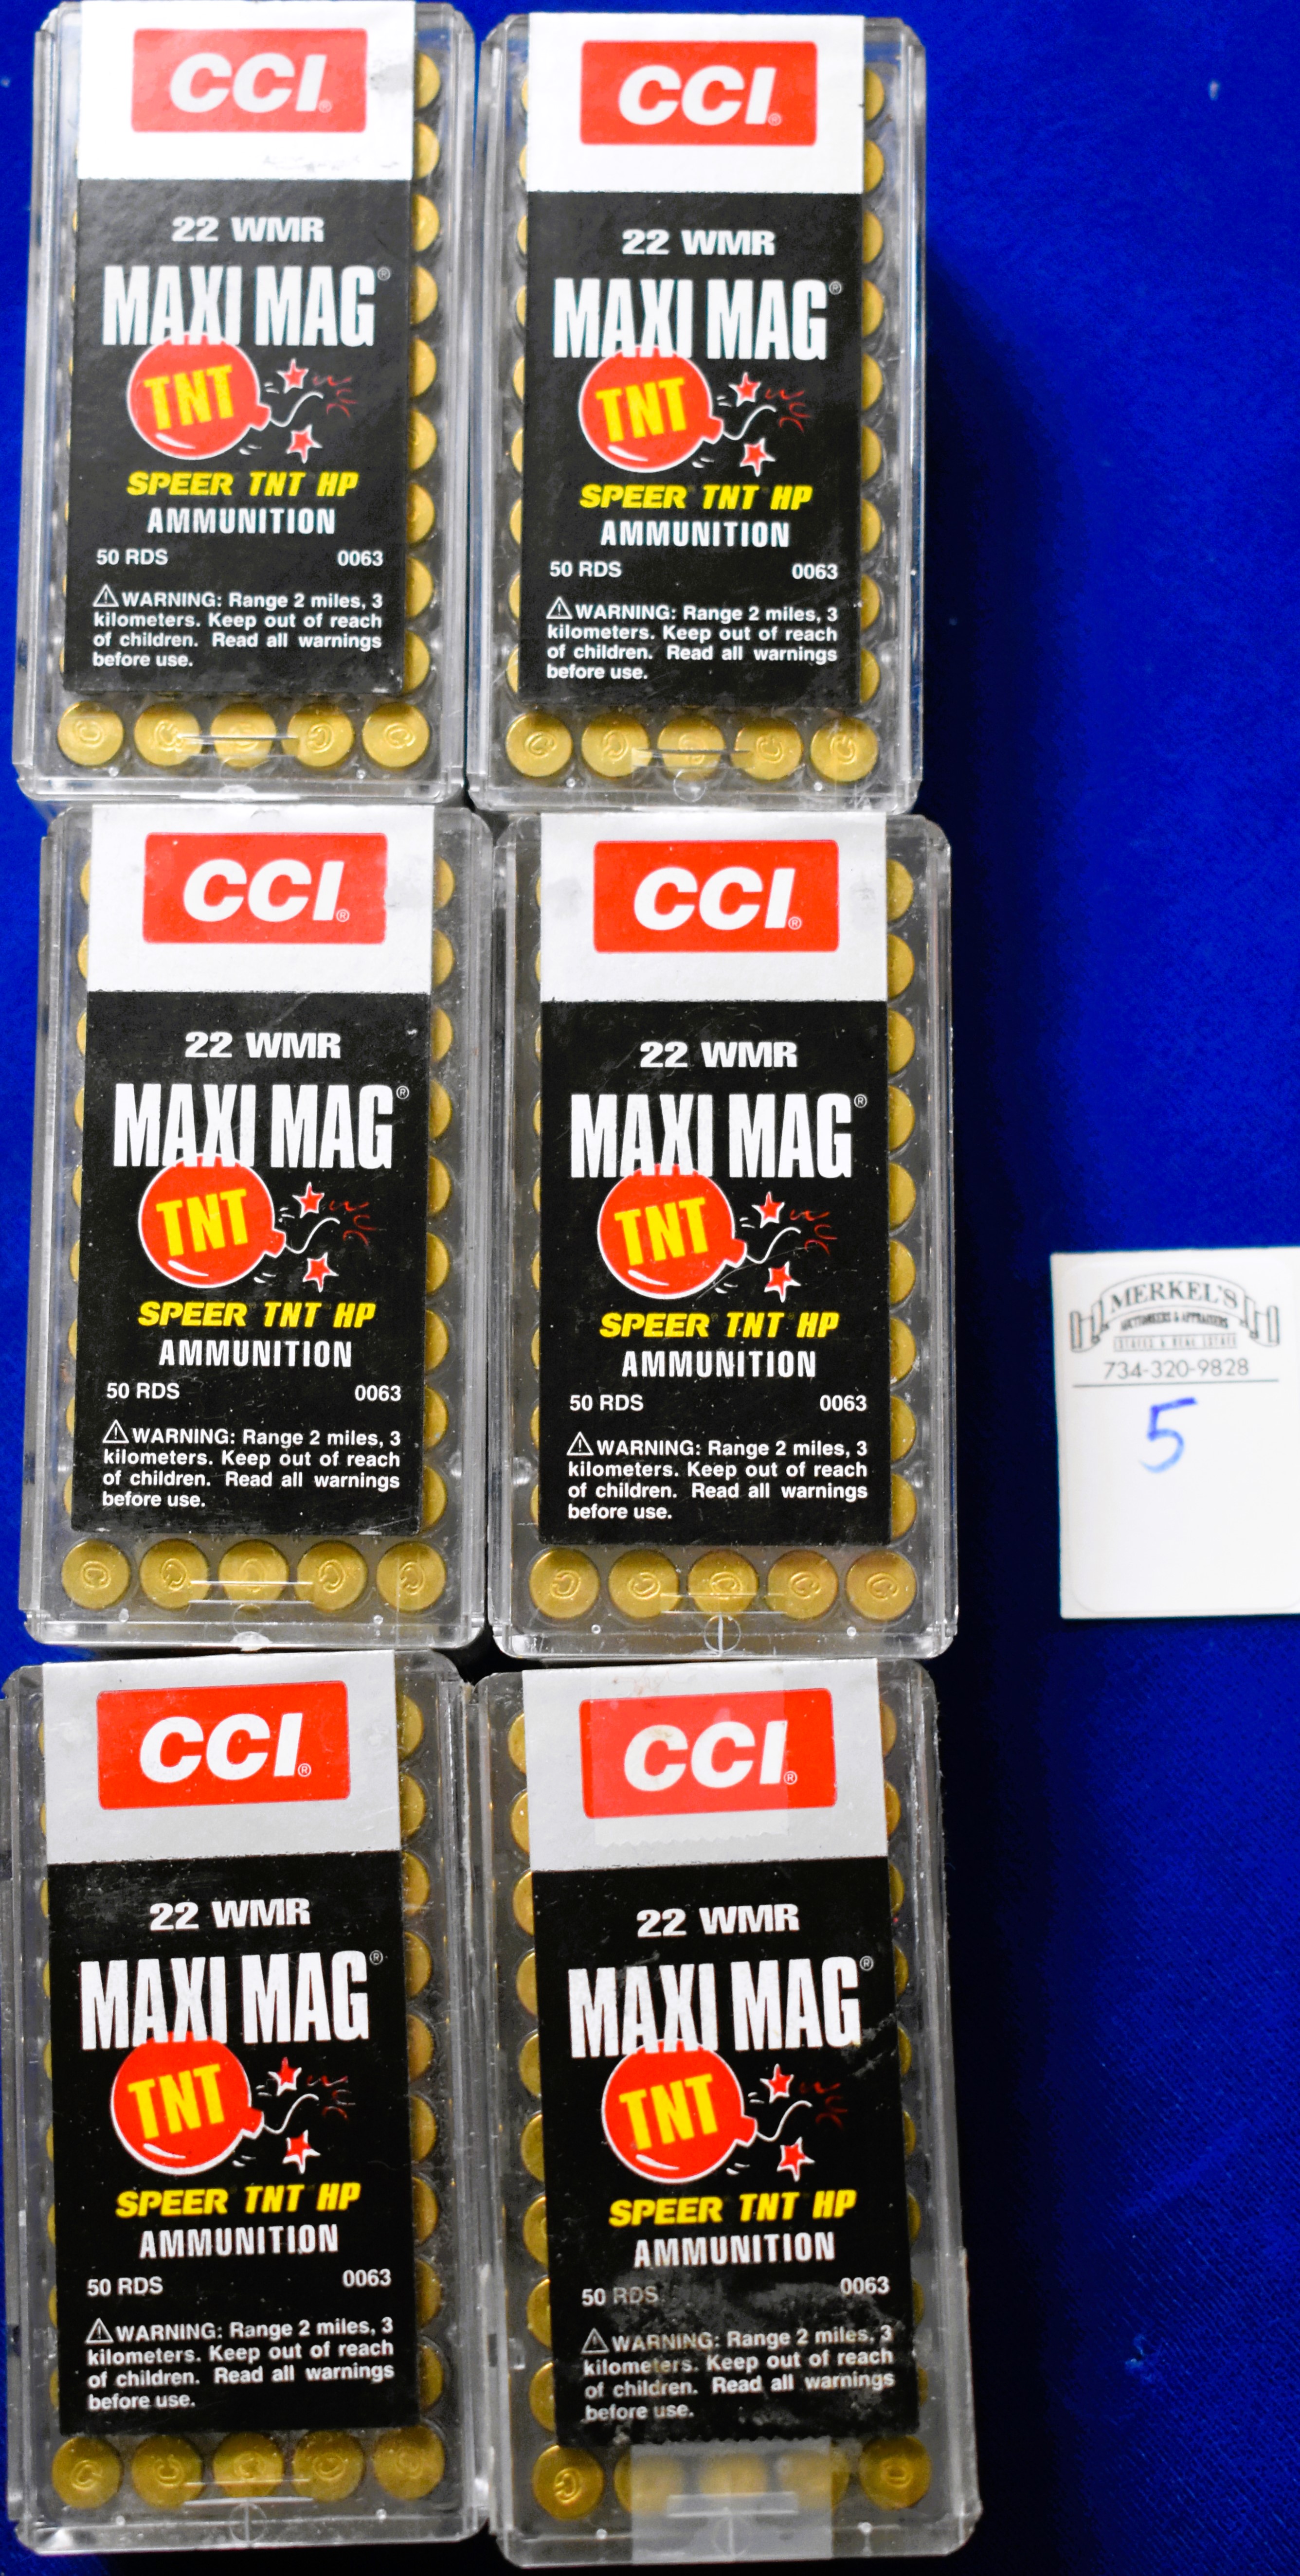 CCI®
22 WMR
MAXI MAG®
TNT
SPEER TNT HP
AMMUNITION
50 RDS 0063
⚠WARNING: Range 2 miles, 3
kilometers. Keep out of reach
of children. Read all warnings
before use.
CCI®
22 WMR
MAXI MAG®
TNT
SPEER TNT HP
AMMUNITION
50 RDS 0063
⚠WARNING: Range 2 miles, 3
kilometers. Keep out of reach
of children. Read all warnings
before use.
CCI®
22 WMR
MAXI MAG®
TNT
SPEER TNT HP
AMMUNITION
50 RDS 0063
⚠WARNING: Range 2 miles, 3
kilometers. Keep out of reach
of children. Read all warnings
before use.
CCI®
22 WMR
MAXI MAG®
TNT
SPEER TNT HP
AMMUNITION
50 RDS 0063
⚠WARNING: Range 2 miles, 3
kilometers. Keep out of reach
of children. Read all warnings
before use.
MERKEL'S
AUCTIONEERS & APPRAISERS
ESTATES & REAL ESTATE
734-320-9828
5
CCI®
22 WMR
MAXI MAG®
TNT
SPEER TNT HP
AMMUNITION
50 RDS 0063
⚠WARNING: Range 2 miles, 3
kilometers. Keep out of reach
of children. Read all warnings
before use.
CCI®
22 WMR
MAXI MAG®
TNT
SPEER TNT HP
AMMUNITION
50 RDS 0063
⚠WARNING: Range 2 miles, 3
kilometers. Keep out of reach
of children. Read all warnings
before use.